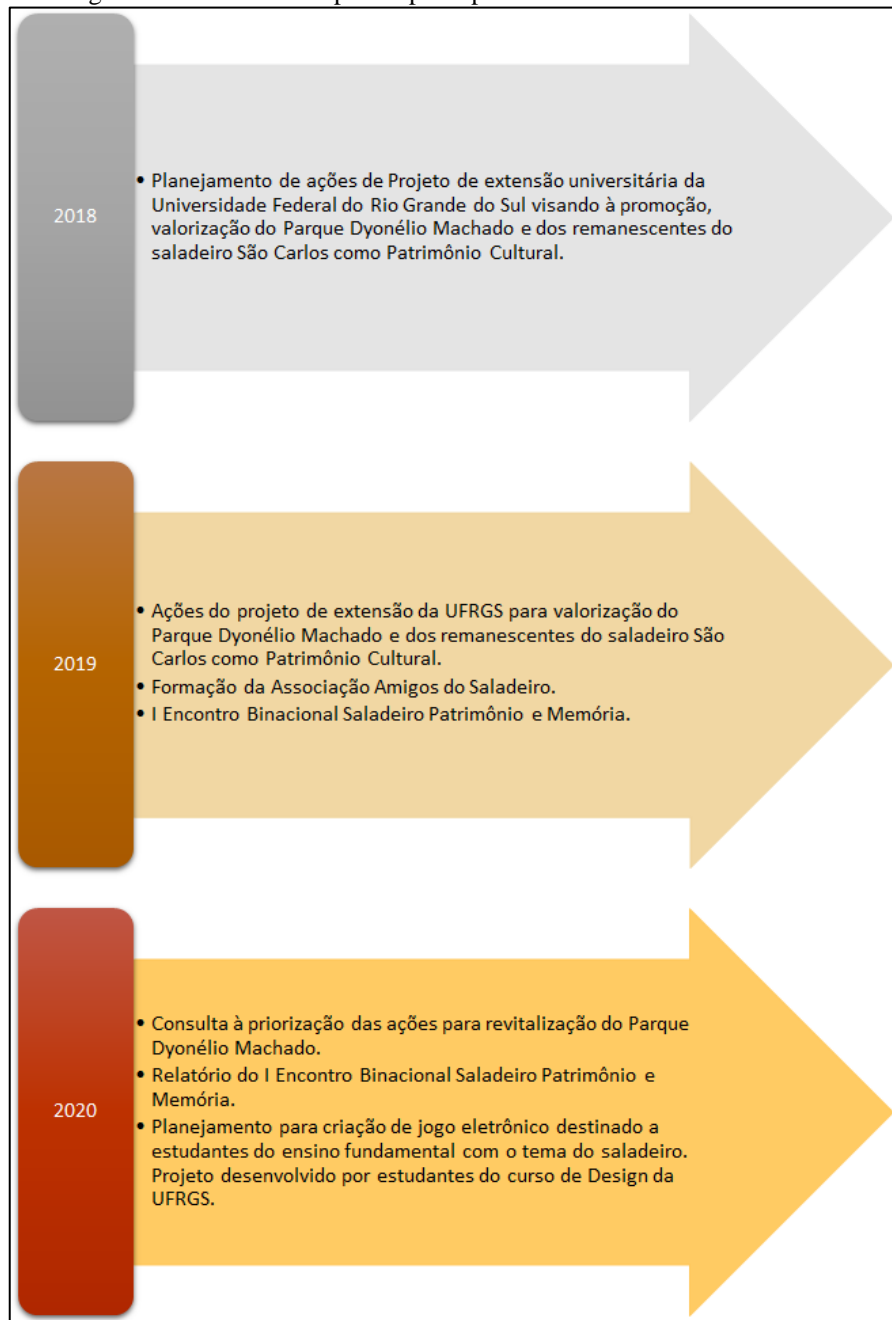 2018
• Planejamento de ações de Projeto de extensão universitária da
Universidade Federal do Rio Grande do Sul visando à promoção,
valorização do Parque Dyonélio Machado e dos remanescentes do
saladeiro São Carlos como Patrimônio Cultural.
2019
• Ações do projeto de extensão da UFRGS para valorização do
Parque Dyonélio Machado e dos remanescentes do saladeiro São
Carlos como Patrimônio Cultural.
• Formação da Associação Amigos do Saladeiro.
• I Encontro Binacional Saladeiro Patrimônio e Memória.
2020
• Consulta à priorização das ações para revitalização do Parque
Dyonélio Machado.
• Relatório do I Encontro Binacional Saladeiro Patrimônio e
Memória.
• Planejamento para criação de jogo eletrônico destinado a
estudantes do ensino fundamental com o tema do saladeiro.
Projeto desenvolvido por estudantes do curso de Design da
UFRGS.